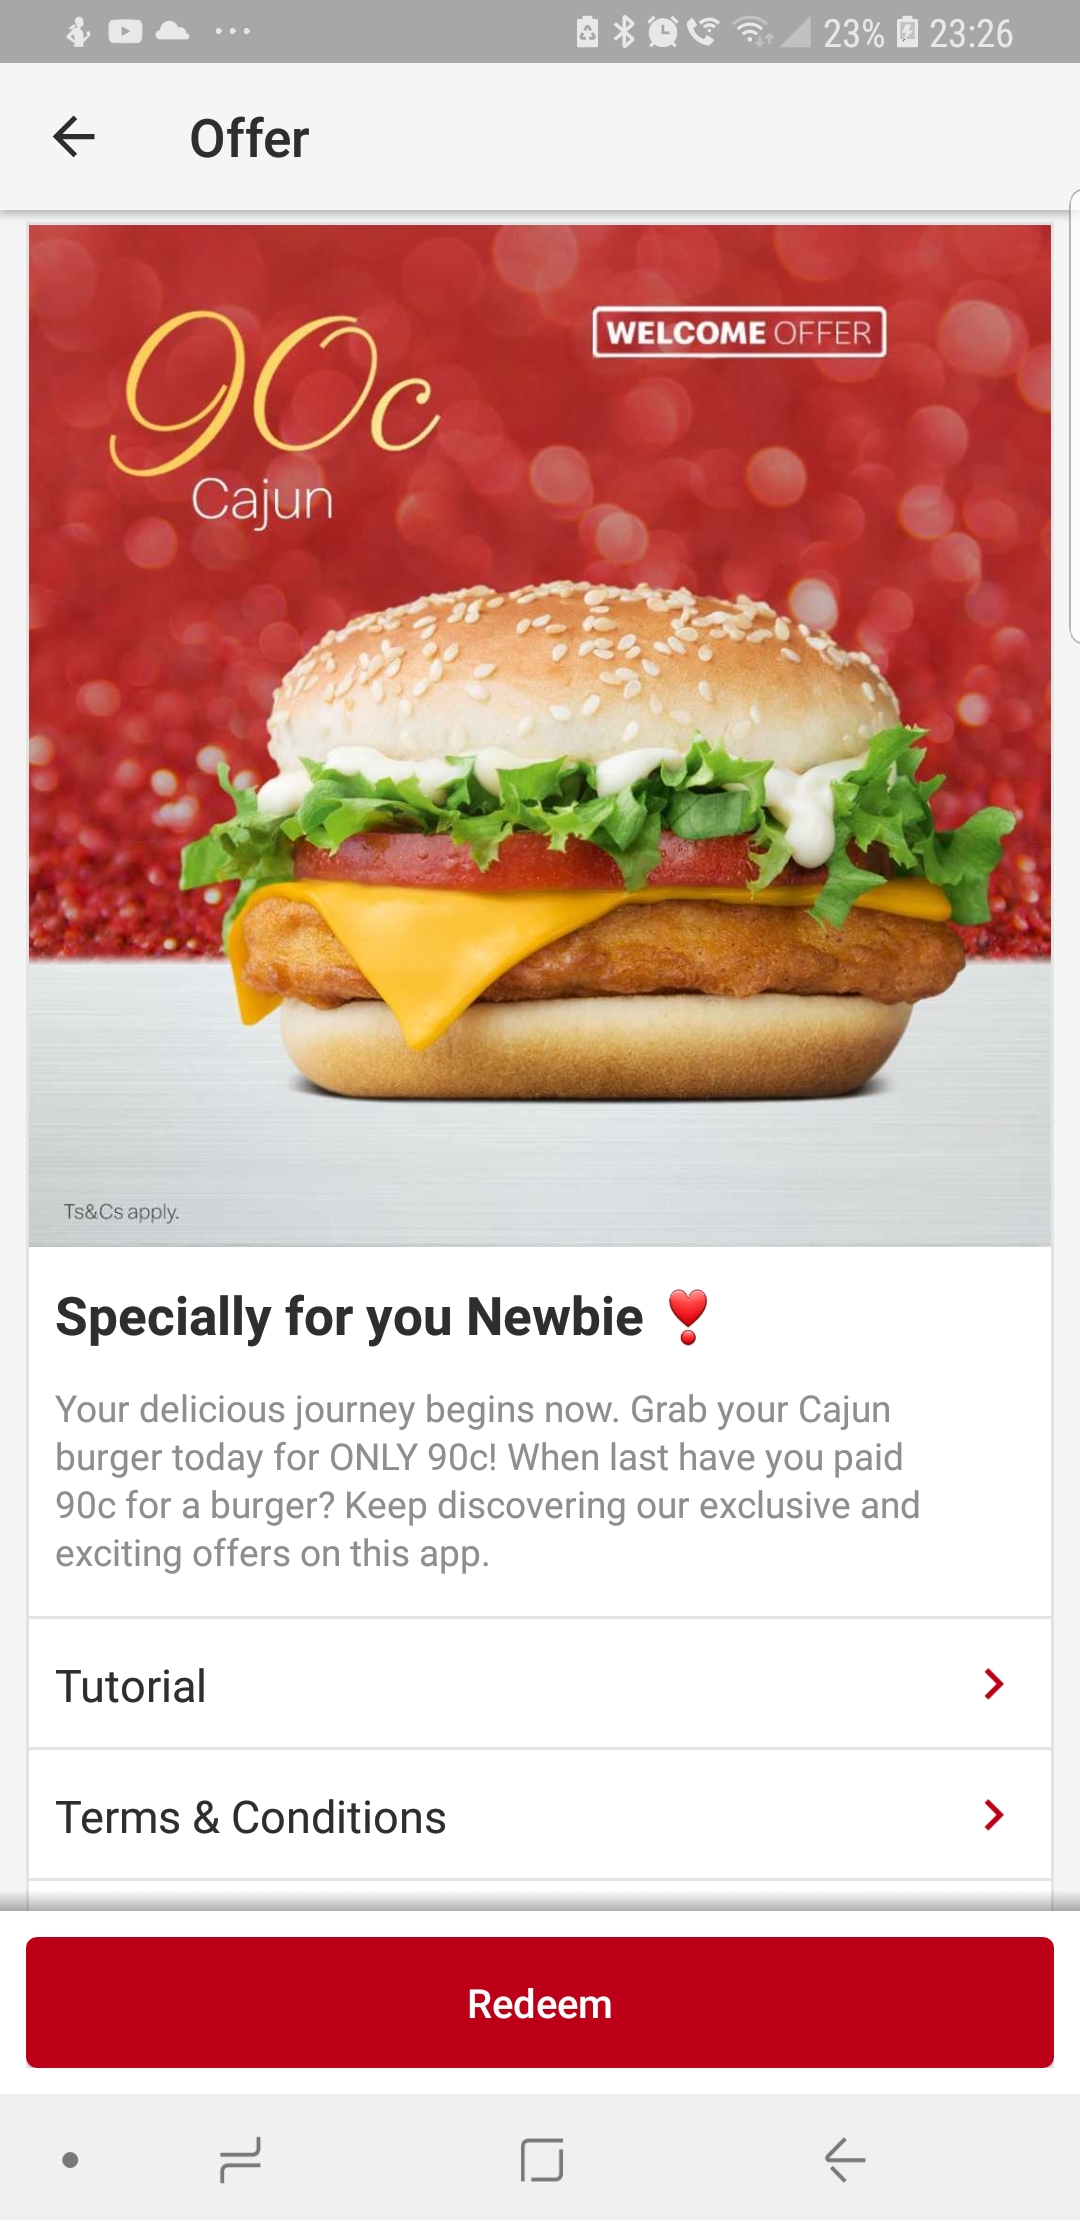 23% 23:26
Offer
90c
WELCOME OFFER
Cajun
Ts&Cs apply.
Specially for you Newbie
Your delicious journey begins now. Grab your Cajun
burger today for ONLY 90c! When last have you paid
90c for a burger? Keep discovering our exclusive and
exciting offers on this app.
Tutorial
Terms & Conditions
Redeem